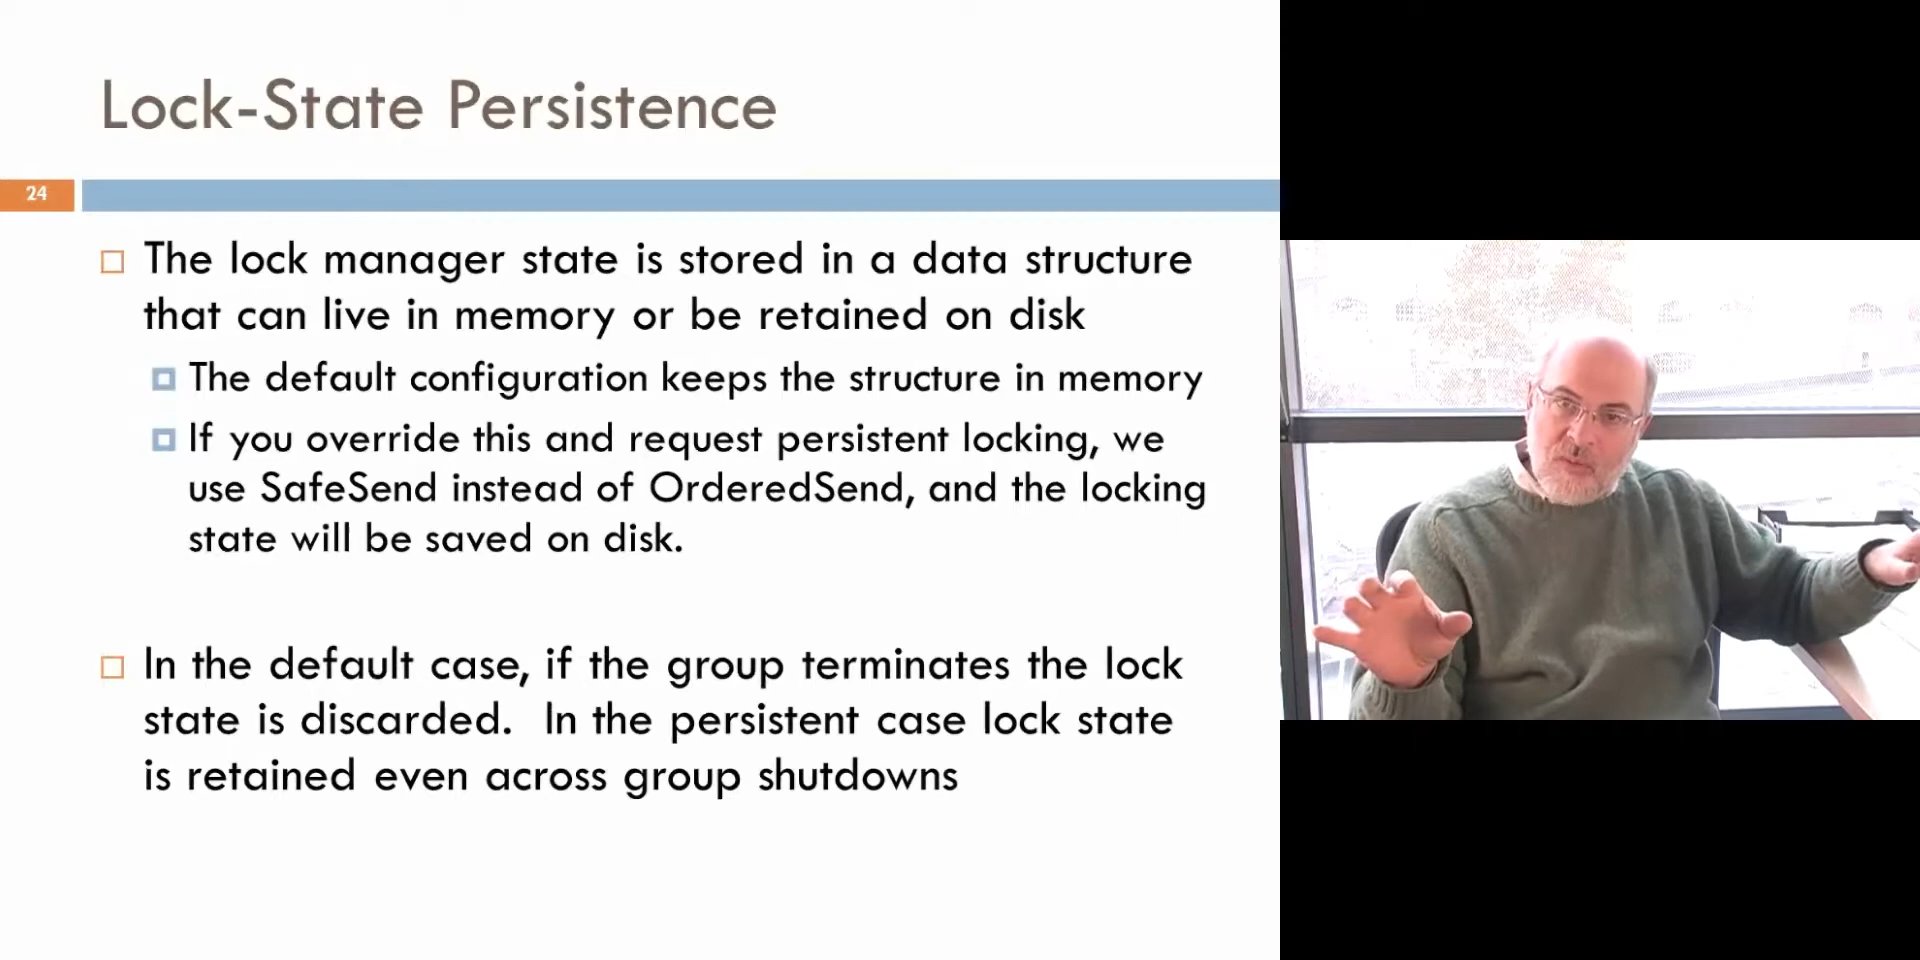 Lock-State Persistence
24
The lock manager state is stored in a data structure
that can live in memory or be retained on disk
The default configuration keeps the structure in memory
If you override this and request persistent locking, we
use SafeSend instead of OrderedSend, and the locking
state will be saved on disk.
In the default case, if the group terminates the lock
state is discarded.  In the persistent case lock state
is retained even across group shutdowns